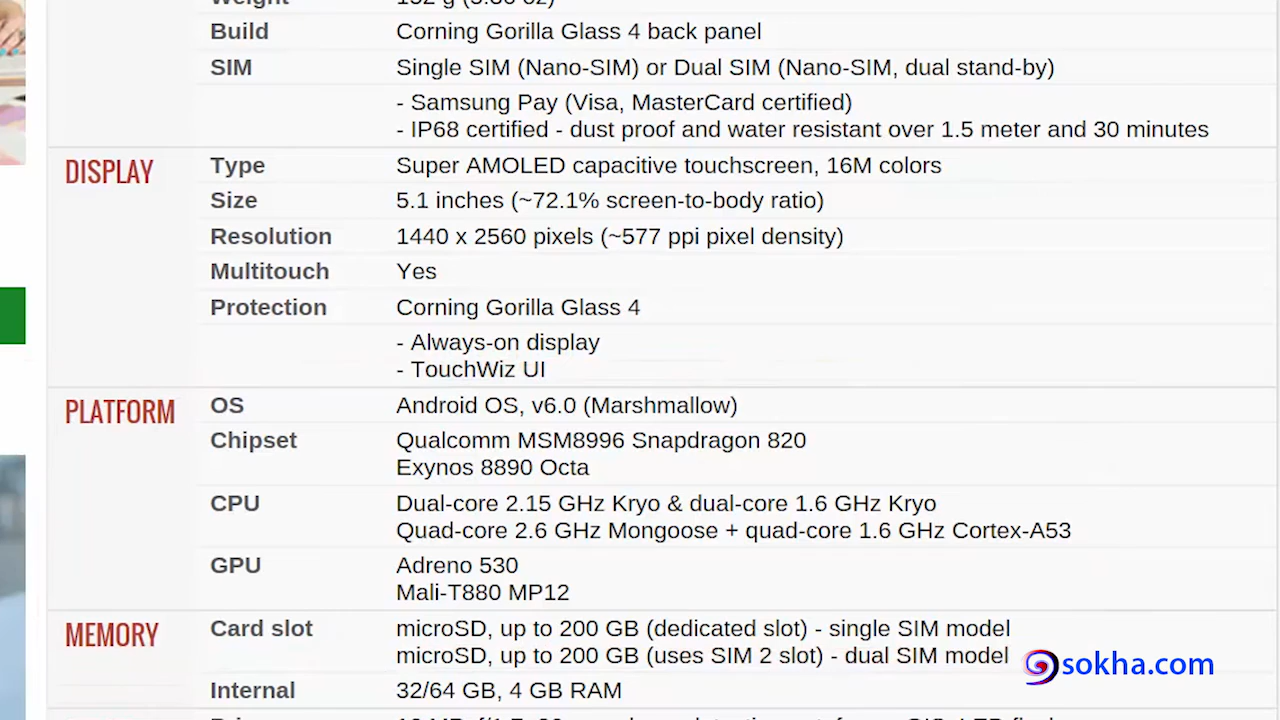 Build Corning Gorilla Glass 4 back panel
SIM Single SIM (Nano-SIM) or Dual SIM (Nano-SIM, dual stand-by)
- Samsung Pay (Visa, MasterCard certified)
- IP68 certified - dust proof and water resistant over 1.5 meter and 30 minutes
DISPLAY Type Super AMOLED capacitive touchscreen, 16M colors
Size 5.1 inches (~72.1% screen-to-body ratio)
Resolution 1440 x 2560 pixels (~577 ppi pixel density)
Multitouch Yes
Protection Corning Gorilla Glass 4
- Always-on display
- TouchWiz UI
PLATFORM OS Android OS, v6.0 (Marshmallow)
Chipset Qualcomm MSM8996 Snapdragon 820
Exynos 8890 Octa
CPU Dual-core 2.15 GHz Kryo & dual-core 1.6 GHz Kryo
Quad-core 2.6 GHz Mongoose + quad-core 1.6 GHz Cortex-A53
GPU Adreno 530
Mali-T880 MP12
MEMORY Card slot microSD, up to 200 GB (dedicated slot) - single SIM model
microSD, up to 200 GB (uses SIM 2 slot) - dual SIM model
sokha.com
Internal 32/64 GB, 4 GB RAM